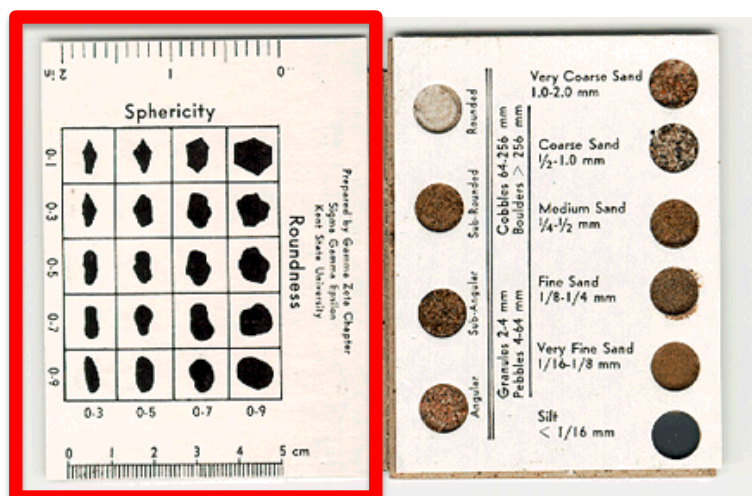 2 in
1
0
Sphericity
0·1
0·3
0·5
0·7
0·9
0·3 0·5 0·7 0·9
Roundness
Prepared by Gamma Zeta Chapter
Sigma Gamma Epsilon
Kent State University
0 1 2 3 4 5 cm
Rounded
Sub-Rounded
Sub-Angular
Angular
Cobbles 64-256 mm
Boulders > 256 mm
Granules 2-4 mm
Pebbles 4-64 mm
Very Coarse Sand
1.0-2.0 mm
Coarse Sand
½-1.0 mm
Medium Sand
¼-½ mm
Fine Sand
1/8-1/4 mm
Very Fine Sand
1/16-1/8 mm
Silt
< 1/16 mm